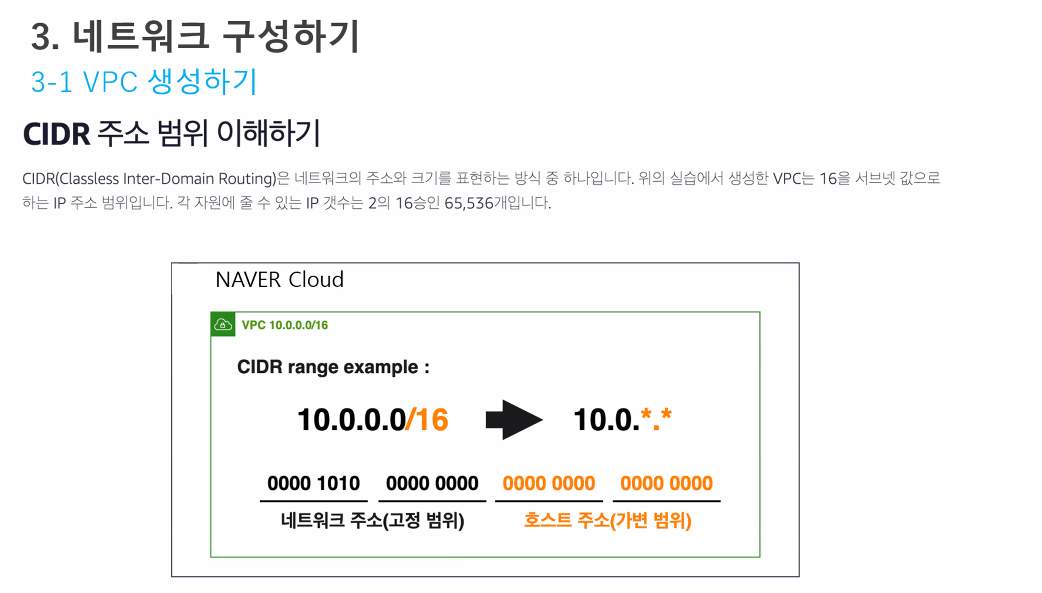 3. 네트워크 구성하기
3-1 VPC 생성하기
CIDR 주소 범위 이해하기
CIDR(Classless Inter-Domain Routing)은 네트워크의 주소와 크기를 표현하는 방식 중 하나입니다. 위의 실습에서 생성한 VPC는 16을 서브넷 값으로
하는 IP 주소 범위입니다. 각 자원에 줄 수 있는 IP 갯수는 2의 16승인 65,536개입니다.
NAVER Cloud
VPC 10.0.0.0/16
CIDR range example :
10.0.0.0/16 10.0.*.*
0000 1010 0000 0000 0000 0000 0000 0000
네트워크 주소(고정 범위) 호스트 주소(가변 범위)